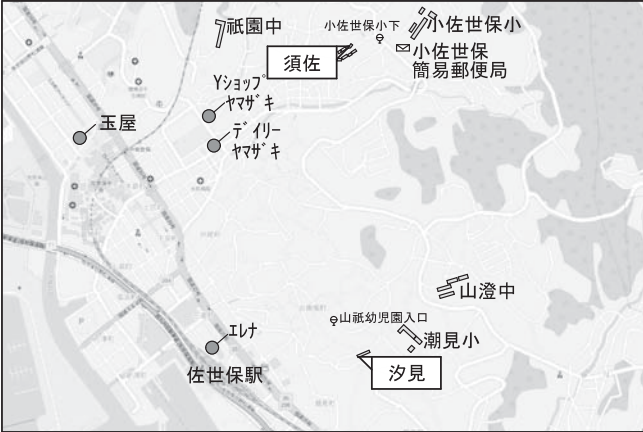 祇園中
小佐世保小下
小佐世保小
須佐
小佐世保
簡易郵便局
Yｼｮｯﾌﾟ
ﾔﾏｻﾞｷ
玉屋
ﾃﾞｲﾘｰ
ﾔﾏｻﾞｷ
山澄中
山祇幼児園入口
ｴﾚﾅ
潮見小
佐世保駅
汐見